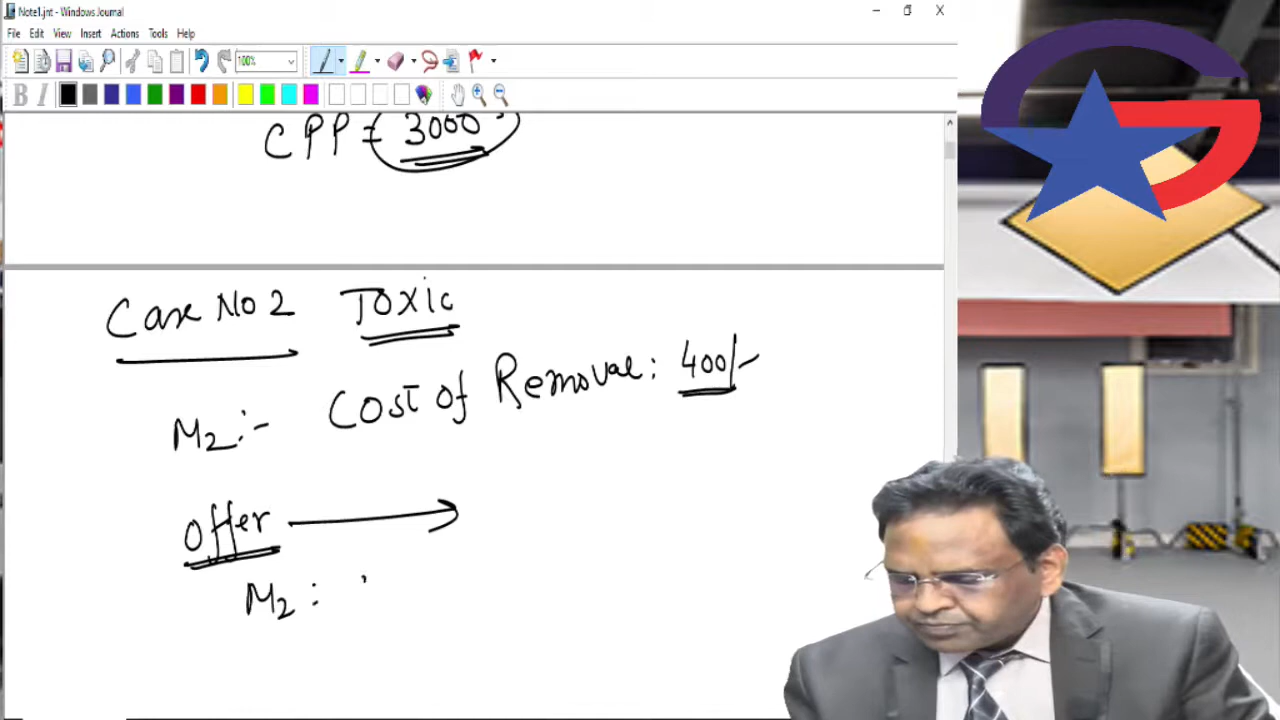 Note1.jnt - Windows Journal
File Edit View Insert Actions Tools Help
100%
B I
CPP = 3000
Case No 2 Toxic
M2:- Cost of Removal: 400/-
Offer
M2 :